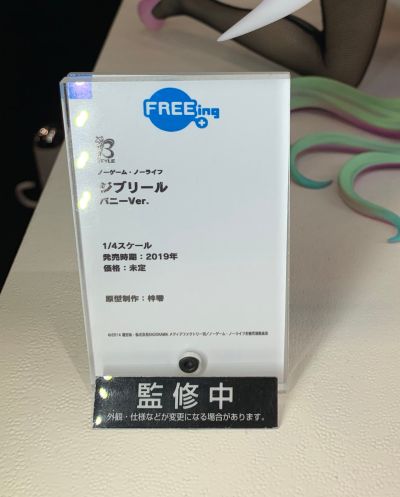 FREEing
B
STYLE
ノーゲーム・ノーライフ
ジブリール
バニーVer.
1/4スケール
発売時期：2019年
価格：未定
原型制作：
監修中
外観・仕様などが変更になる場合があります。